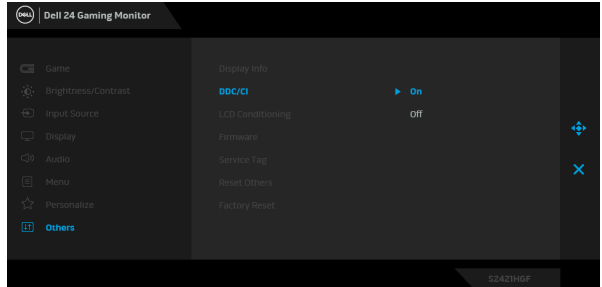 DELL Dell 24 Gaming Monitor
Game
Brightness/Contrast
Input Source
Display
Audio
Menu
Personalize
Others
Display Info
DDC/CI On
LCD Conditioning Off
Firmware
Service Tag
Reset Others
Factory Reset
S2421HGF